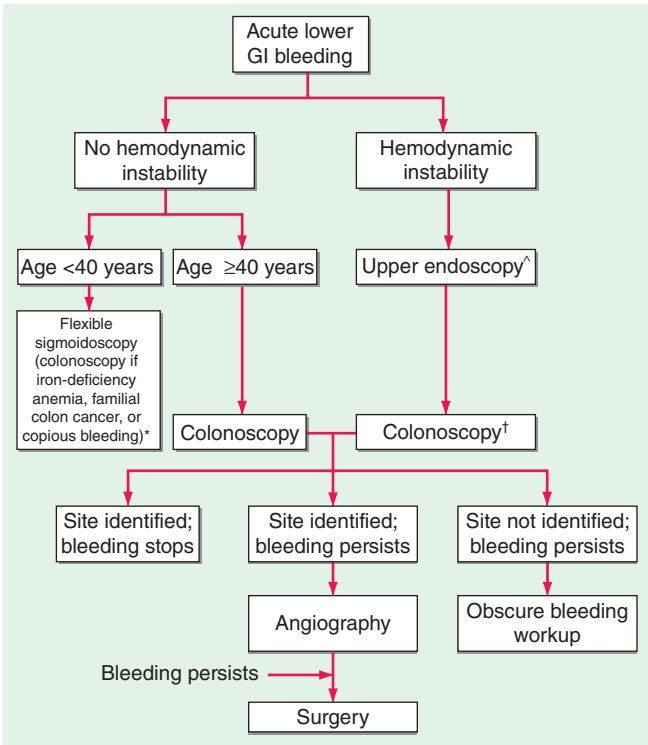 Acute lower
GI bleeding
No hemodynamic
instability
Hemodynamic
instability
Age <40 years
Age ≥40 years
Upper endoscopy^
Flexible
sigmoidoscopy
(colonoscopy if
iron-deficiency
anemia, familial
colon cancer, or
copious bleeding)*
Colonoscopy
Colonoscopy†
Site identified;
bleeding stops
Site identified;
bleeding persists
Site not identified;
bleeding persists
Angiography
Obscure bleeding
workup
Bleeding persists
Surgery